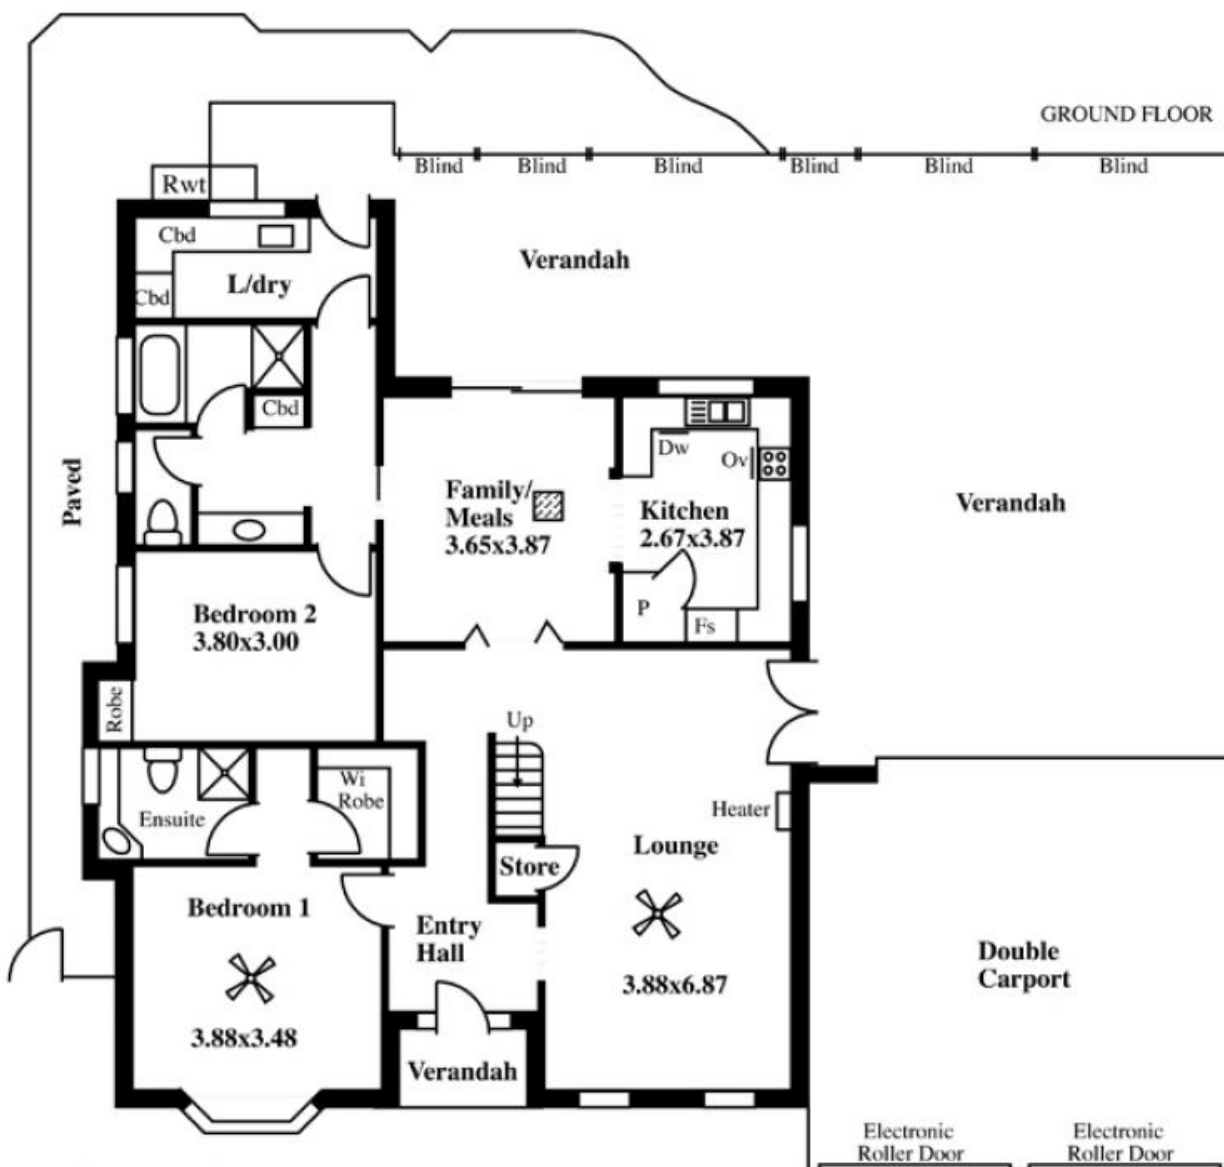 GROUND FLOOR
Blind
Blind
Blind
Blind
Blind
Blind
Rwt
Cbd
Cbd
L/dry
Verandah
Cbd
Paved
Family/
Meals
3.65x3.87
Dw
Ov
Kitchen
2.67x3.87
P
Fs
Verandah
Bedroom 2
3.80x3.00
Robe
Up
Ensuite
Wi
Robe
Heater
Lounge
Store
Bedroom 1
Entry
Hall
3.88x6.87
Double
Carport
3.88x3.48
Verandah
Electronic
Roller Door
Electronic
Roller Door